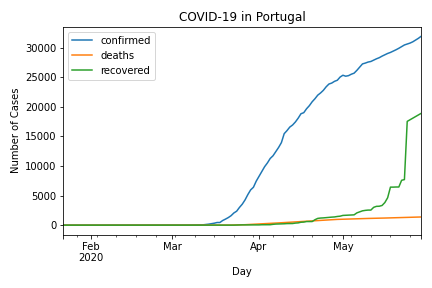 COVID-19 in Portugal
confirmed
deaths
recovered
Number of Cases
30000
25000
20000
15000
10000
5000
0
Feb
2020
Mar
Apr
May
Day